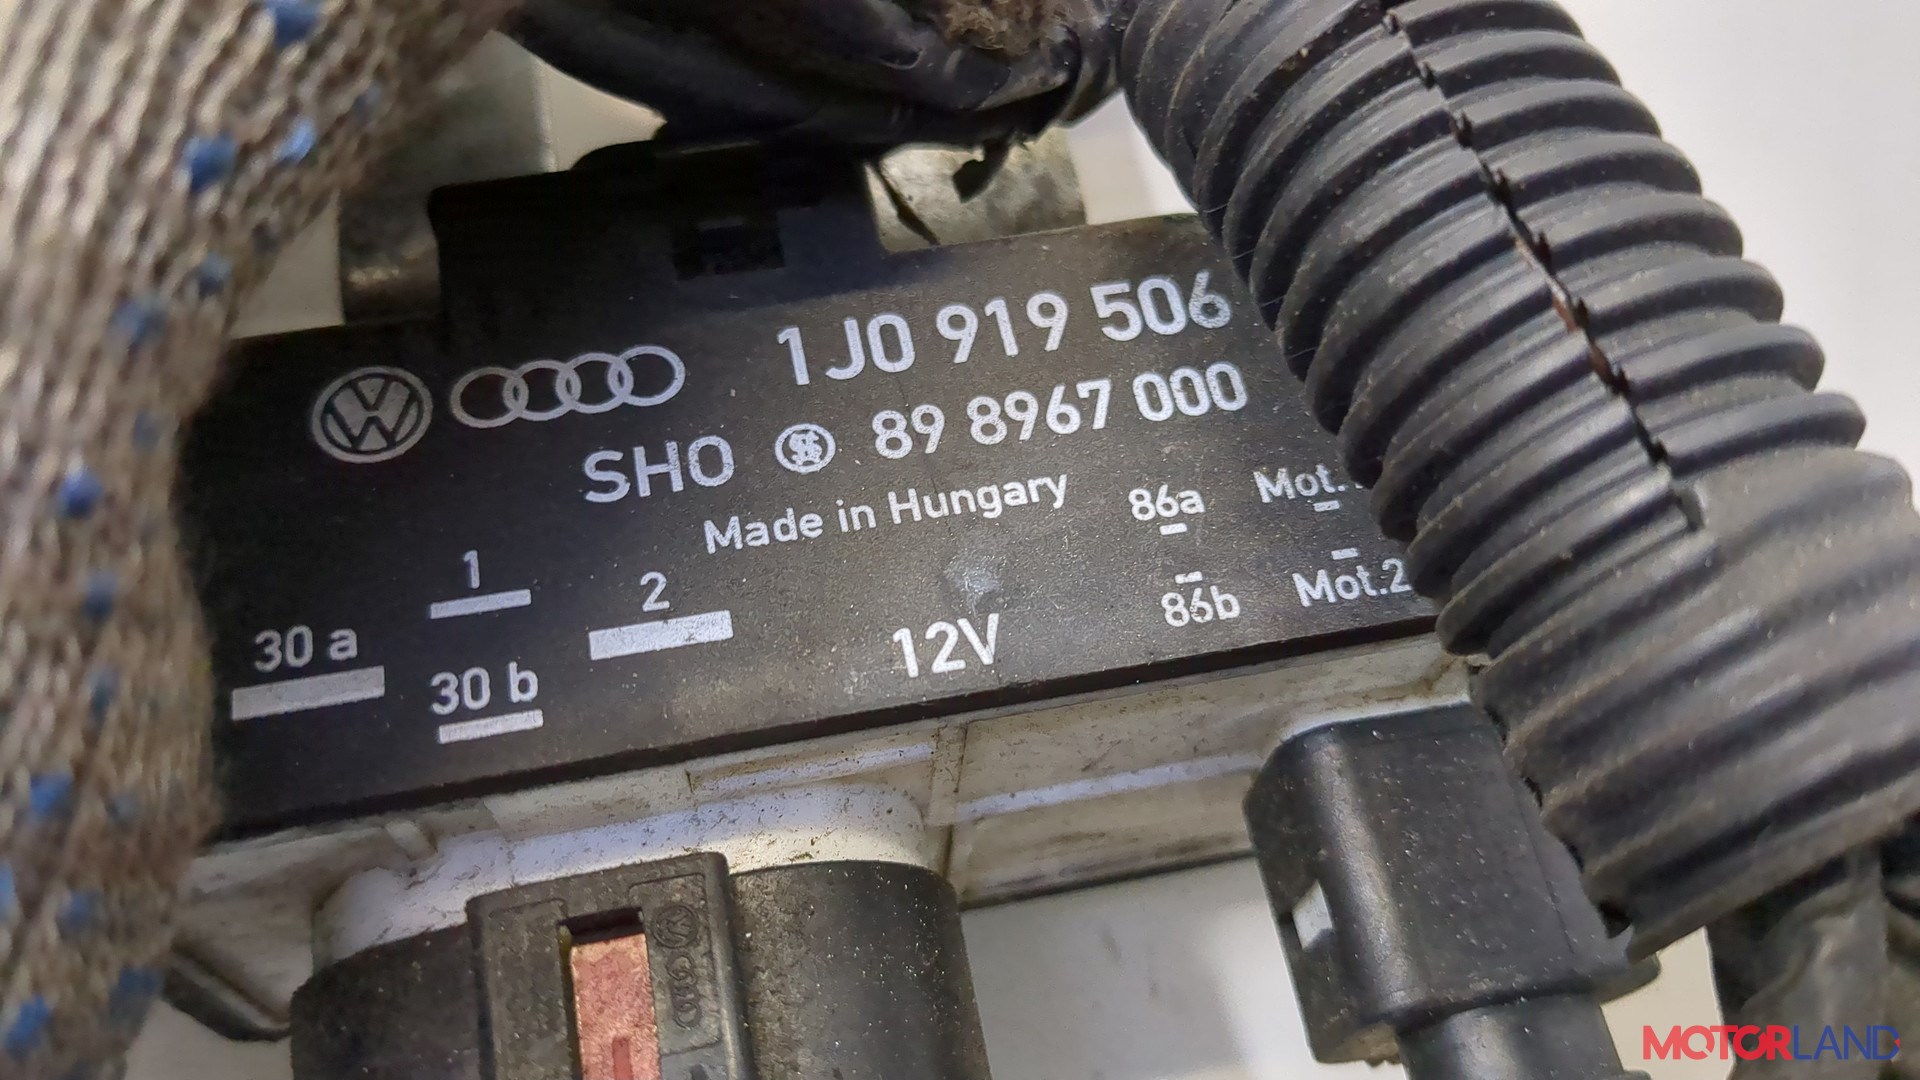 1J0 919 506
SHO 89 8967 000
Made in Hungary
86a Mot.
1
2
30 a
30 b
12V
86b Mot.2
MOTORLAND